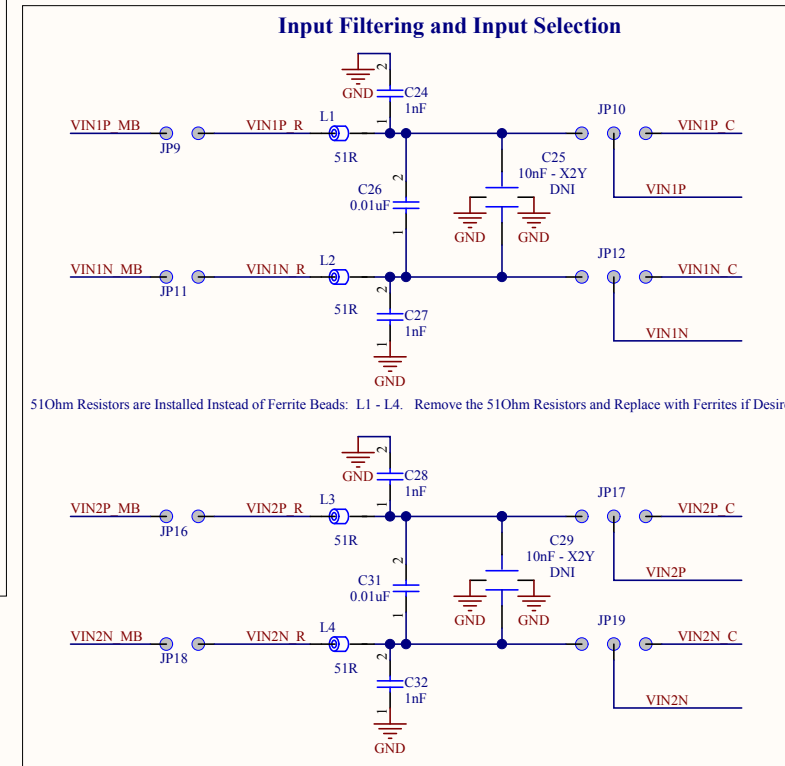 Input Filtering and Input Selection
2
GND
C24
1nF
1
VIN1P_MB
JP9
VIN1P_R
L1
51R
JP10
VIN1P_C
VIN1P
C25
10nF - X2Y
DNI
2
C26
0.01uF
1
GND
GND
VIN1N_MB
JP11
VIN1N_R
L2
51R
JP12
VIN1N_C
VIN1N
2
C27
1nF
1
GND
51Ohm Resistors are Installed Instead of Ferrite Beads: L1 - L4. Remove the 51Ohm Resistors and Replace with Ferrites if Desire
2
GND
C28
1nF
1
VIN2P_MB
JP16
VIN2P_R
L3
51R
JP17
VIN2P_C
VIN2P
C29
10nF - X2Y
DNI
2
C31
0.01uF
1
GND
GND
VIN2N_MB
JP18
VIN2N_R
L4
51R
JP19
VIN2N_C
VIN2N
2
C32
1nF
1
GND